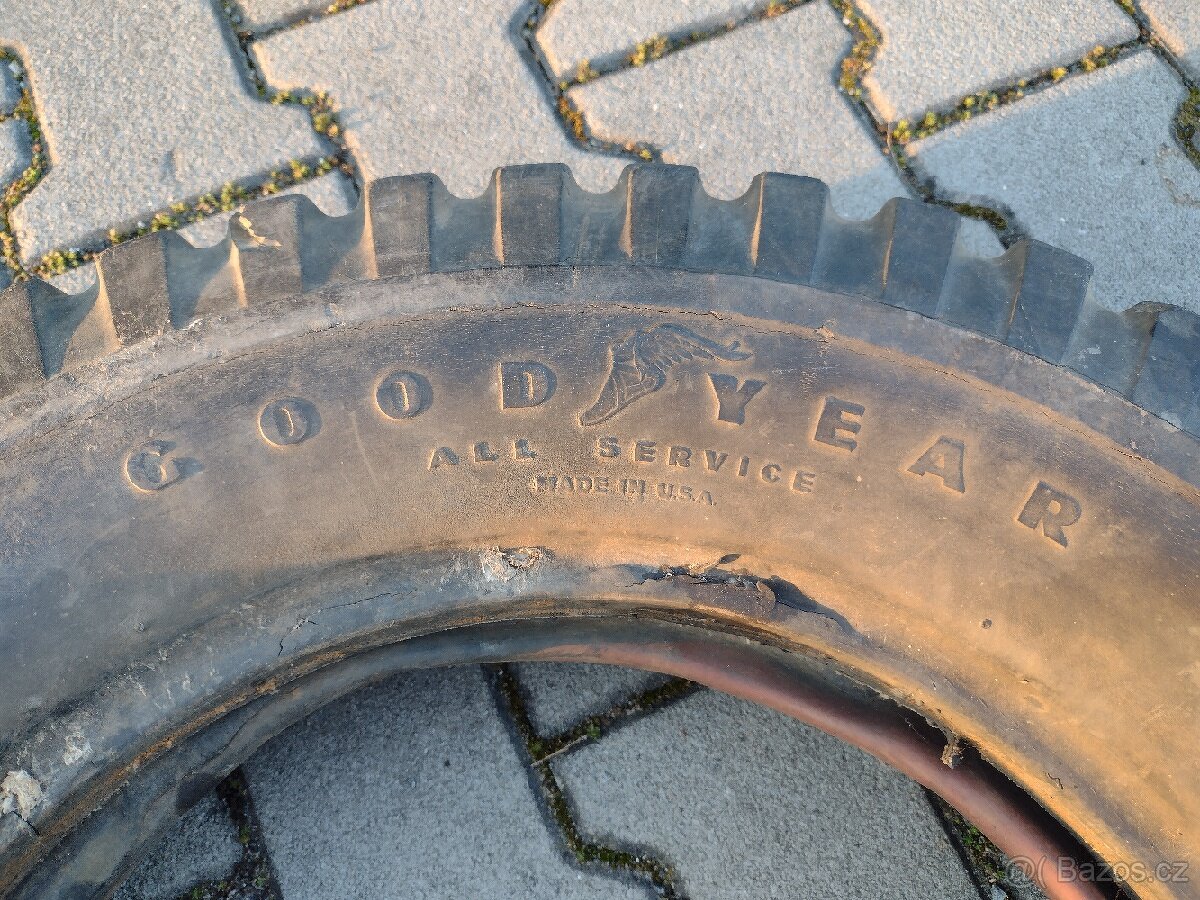 GOODYEAR
ALL SERVICE
MADE IN U.S.A.
Bazos.cz